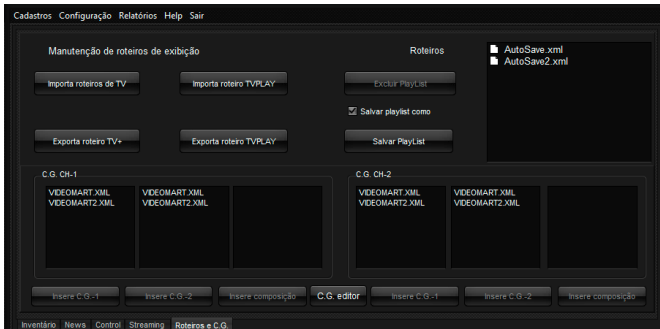 Cadastros Configuração Relatórios Help Sair
Manutenção de roteiros de exibição
Roteiros
AutoSave.xml
AutoSave2.xml
Importa roteiros de TV
Importa roteiro TVPLAY
Excluir PlayList
Salvar playlist como
Exporta roteiro TV+
Exporta roteiro TVPLAY
Salvar PlayList
C.G. CH-1
C.G. CH-2
VIDEOMART.XML VIDEOMART.XML VIDEOMART.XML VIDEOMART.XML
VIDEOMART2.XML VIDEOMART2.XML VIDEOMART2.XML VIDEOMART2.XML
Insere C.G.-1 Insere C.G.-2 Insere composição C.G. editor Insere C.G.-1 Insere C.G.-2 Insere composição
Inventário News Control Streaming Roteiros e C.G.